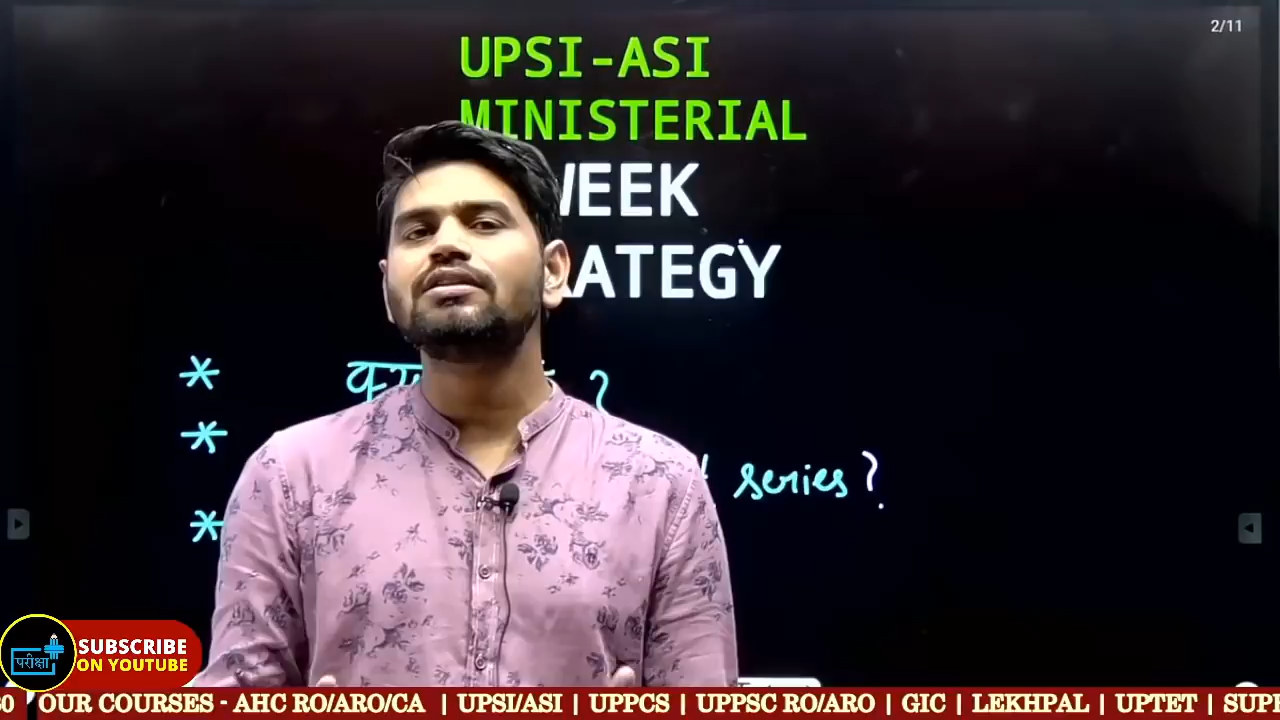 2/11
UPSI-ASI
MINISTERIAL
WEEK
*
?
*
series?
*
परीक्षा
SUBSCRIBE
ON YOUTUBE
OUR COURSES - AHC RO/ARO/CA | UPSI/ASI | UPPCS | UPPSC RO/ARO | GIC | LEKHPAL | UPTET |